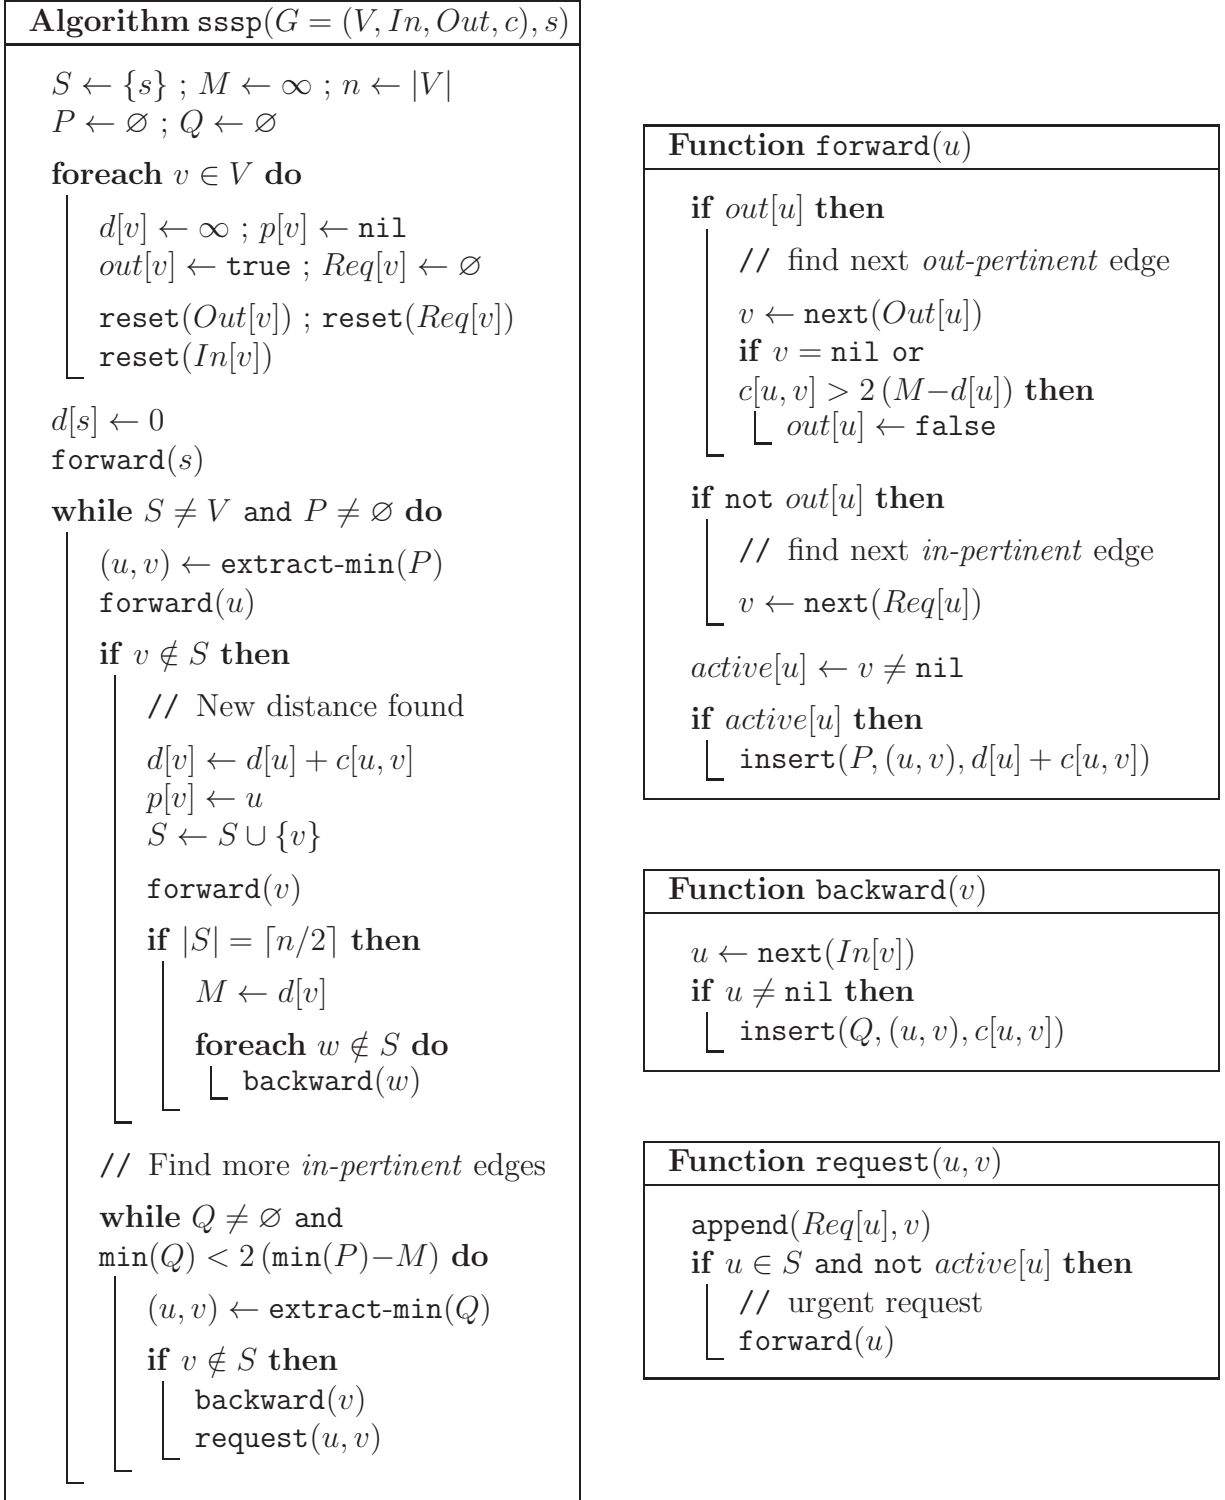 Algorithm sssp(G = (V, In, Out, c), s)
S ← {s} ; M ← ∞ ; n ← |V|
P ← ∅ ; Q ← ∅
foreach v ∈ V do
d[v] ← ∞ ; p[v] ← nil
out[v] ← true ; Req[v] ← ∅
reset(Out[v]) ; reset(Req[v])
reset(In[v])
d[s] ← 0
forward(s)
while S ≠ V and P ≠ ∅ do
(u, v) ← extract-min(P)
forward(u)
if v ∉ S then
// New distance found
d[v] ← d[u] + c[u, v]
p[v] ← u
S ← S ∪ {v}
forward(v)
if |S| = ⌈n/2⌉ then
M ← d[v]
foreach w ∉ S do
backward(w)
// Find more in-pertinent edges
while Q ≠ ∅ and
min(Q) < 2 (min(P)−M) do
(u, v) ← extract-min(Q)
if v ∉ S then
backward(v)
request(u, v)
Function forward(u)
if out[u] then
// find next out-pertinent edge
v ← next(Out[u])
if v = nil or
c[u, v] > 2 (M−d[u]) then
out[u] ← false
if not out[u] then
// find next in-pertinent edge
v ← next(Req[u])
active[u] ← v ≠ nil
if active[u] then
insert(P, (u, v), d[u] + c[u, v])
Function backward(v)
u ← next(In[v])
if u ≠ nil then
insert(Q, (u, v), c[u, v])
Function request(u, v)
append(Req[u], v)
if u ∈ S and not active[u] then
// urgent request
forward(u)